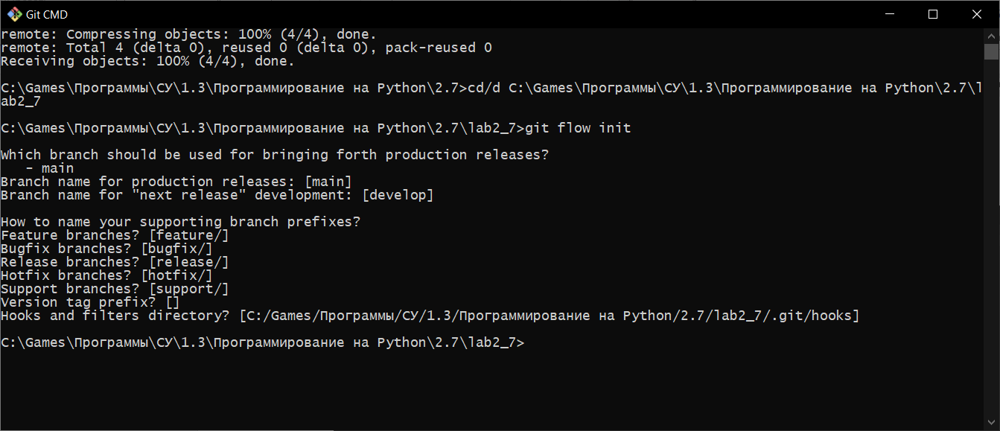 Git CMD
remote: Compressing objects: 100% (4/4), done.
remote: Total 4 (delta 0), reused 0 (delta 0), pack-reused 0
Receiving objects: 100% (4/4), done.
C:\Games\Программы\СУ\1.3\Программирование на Python\2.7>cd/d C:\Games\Программы\СУ\1.3\Программирование на Python\2.7\l
ab2_7
C:\Games\Программы\СУ\1.3\Программирование на Python\2.7\lab2_7>git flow init
Which branch should be used for bringing forth production releases?
   - main
Branch name for production releases: [main]
Branch name for "next release" development: [develop]
How to name your supporting branch prefixes?
Feature branches? [feature/]
Bugfix branches? [bugfix/]
Release branches? [release/]
Hotfix branches? [hotfix/]
Support branches? [support/]
Version tag prefix? []
Hooks and filters directory? [C:/Games/Программы/СУ/1.3/Программирование на Python/2.7/lab2_7/.git/hooks]
C:\Games\Программы\СУ\1.3\Программирование на Python\2.7\lab2_7>